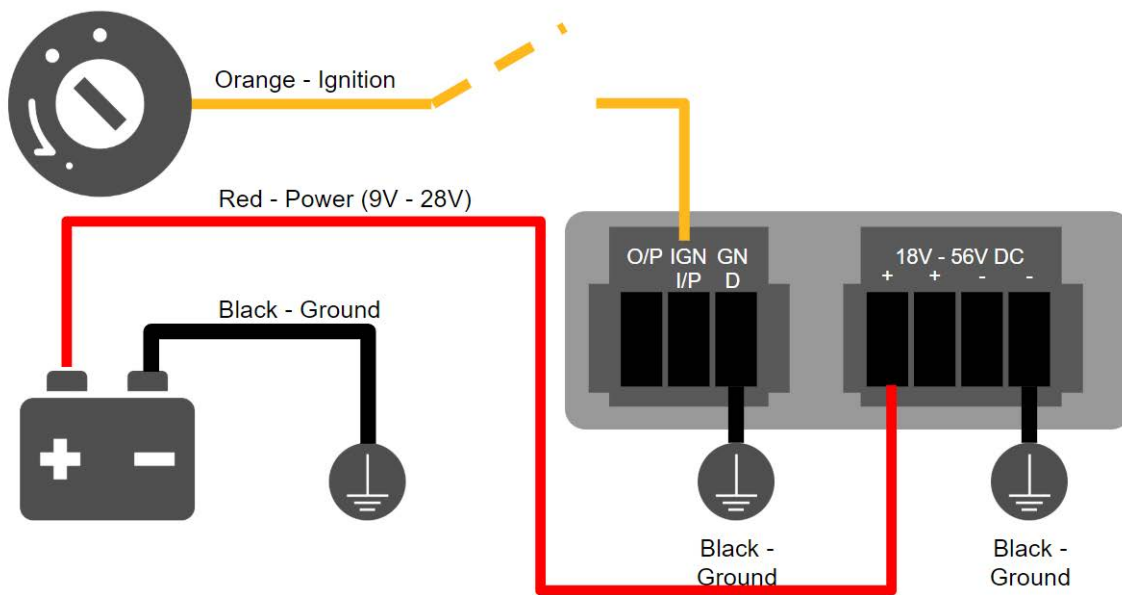 Orange - Ignition
Red - Power (9V - 28V)
Black - Ground
O/P IGN GN
I/P D
18V - 56V DC
+ + - -
+ -
Black -
Ground
Black -
Ground